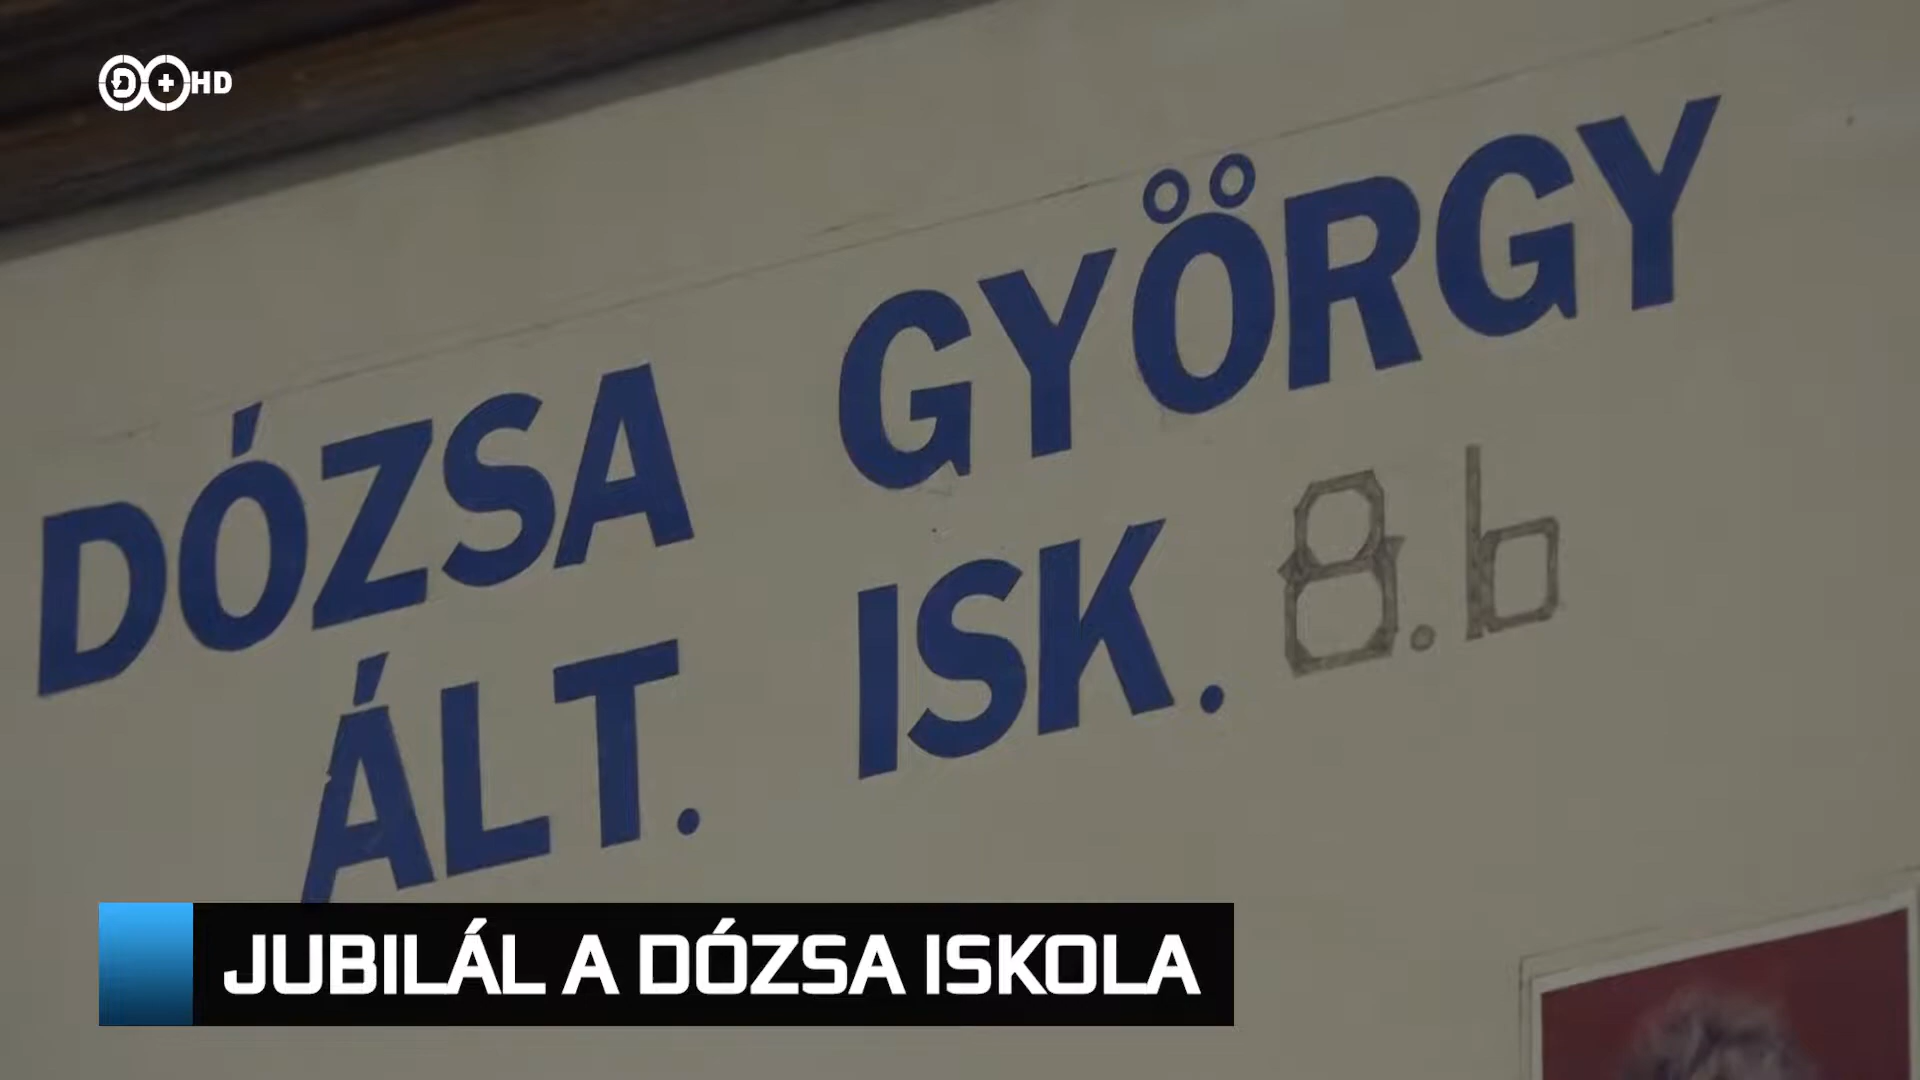 D+HD
DÓZSA GYÖRGY
ÁLT. ISK. 8.b
JUBILÁL A DÓZSA ISKOLA